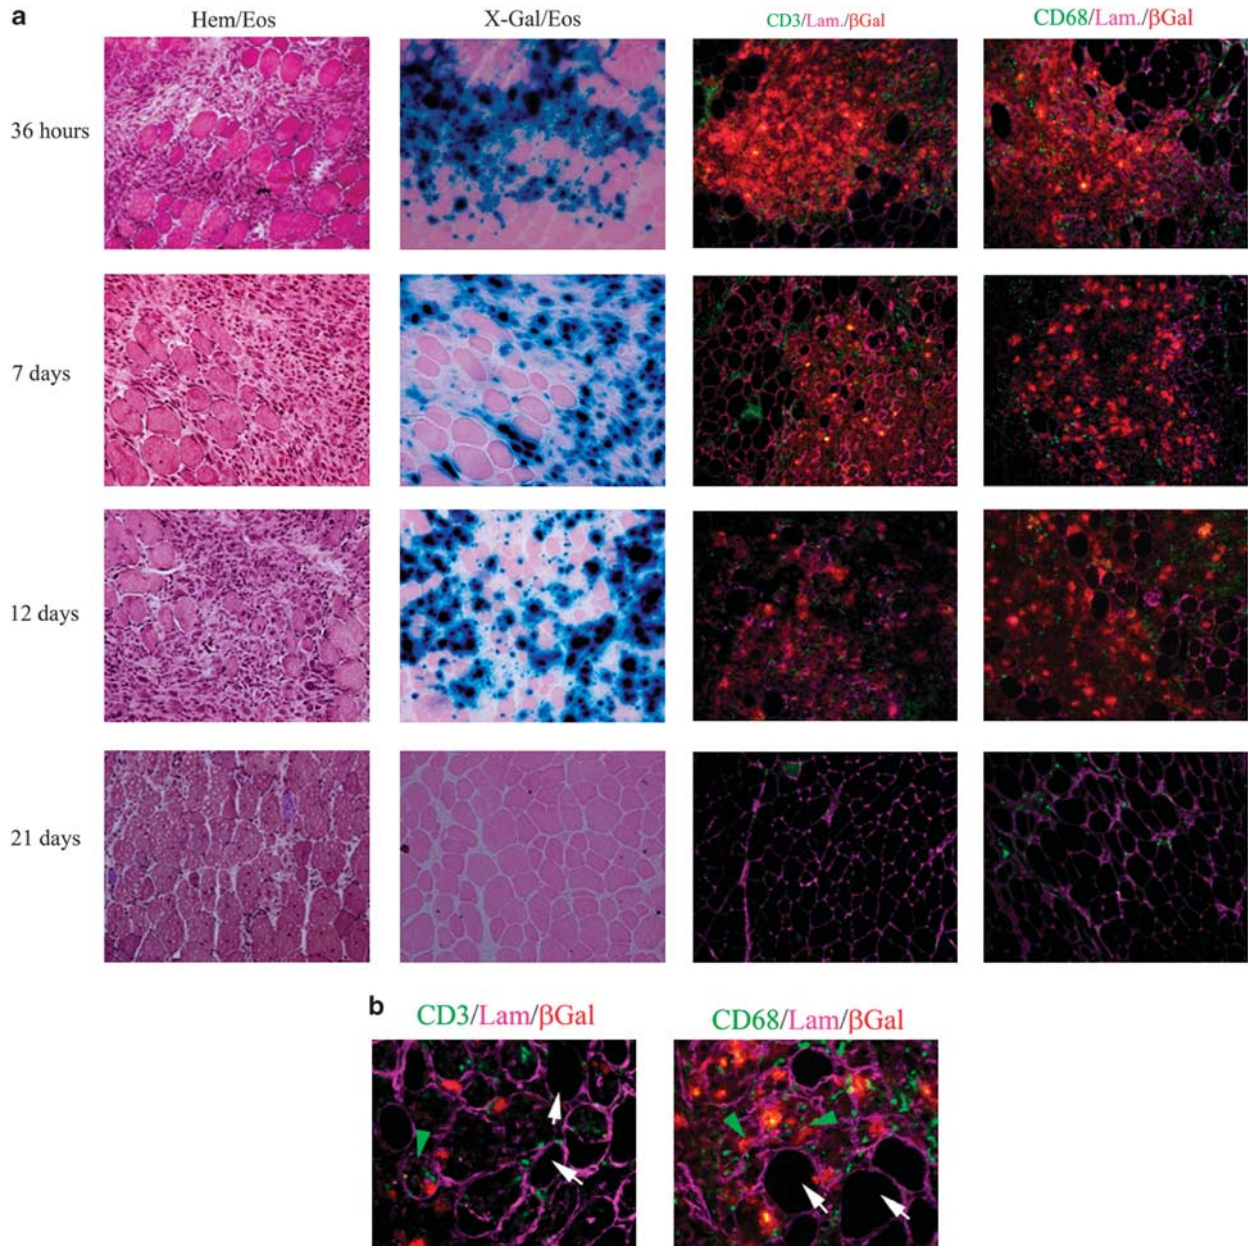 a
Hem/Eos
X-Gal/Eos
CD3/Lam./βGal
CD68/Lam./βGal
36 hours
7 days
12 days
21 days
b
CD3/Lam/βGal
CD68/Lam/βGal